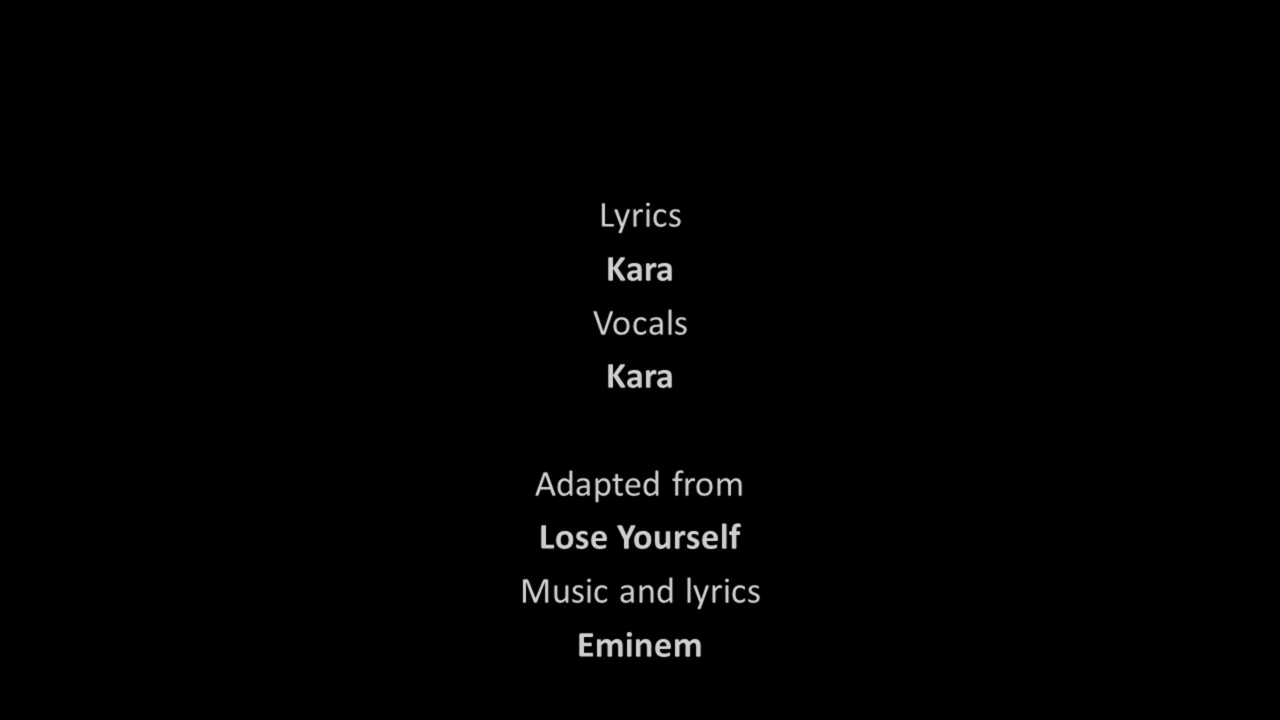 Lyrics
Kara
Vocals
Kara
Adapted from
Lose Yourself
Music and lyrics
Eminem